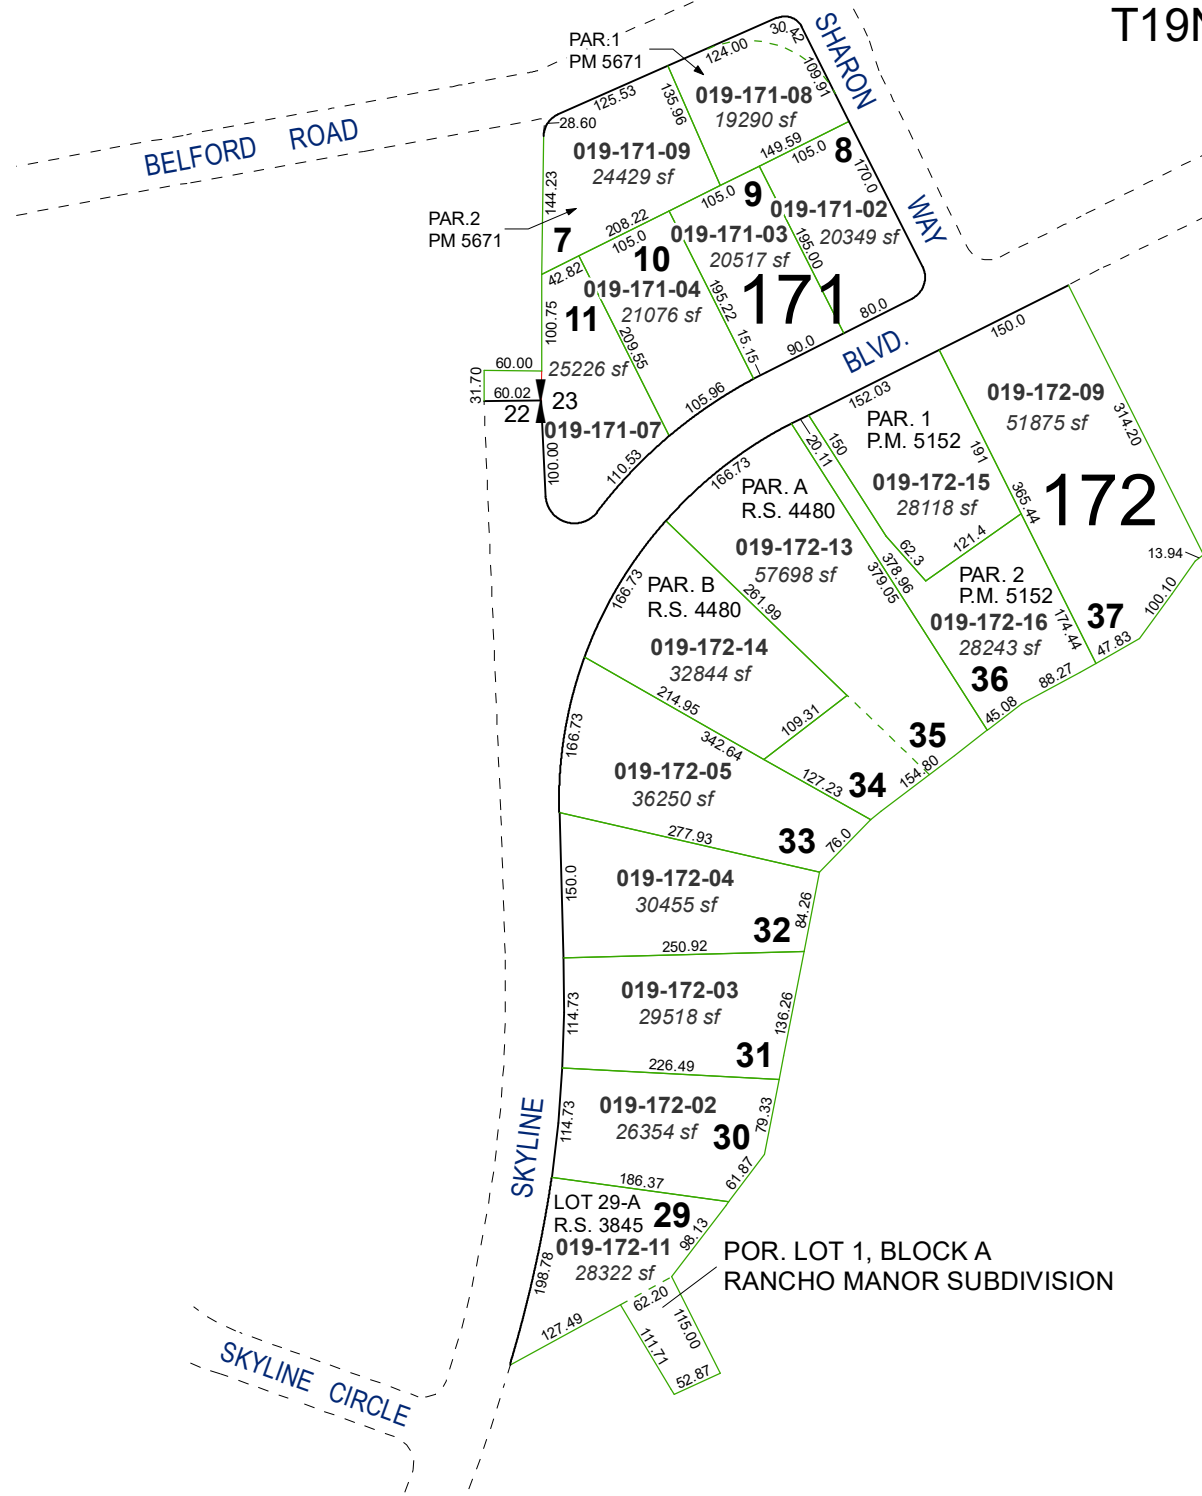 T19N
PAR.1
PM 5671
124.00
30.42
SHARON
109.91
125.53
135.96
019-171-08
19290 sf
28.60
BELFORD ROAD
019-171-09
24429 sf
149.59
105.0
8
170.0
144.23
PAR.2
PM 5671
208.22
105.0
9
019-171-02
20349 sf
WAY
7
105.0
10
019-171-03
20517 sf
195.00
42.82
019-171-04
21076 sf
195.22
171
80.0
100.75
11
209.55
15.15
90.0
BLVD.
150.0
60.00
25226 sf
31.70
60.02
23
22
019-171-07
105.96
152.03
019-172-09
51875 sf
314.20
100.00
110.53
166.73
20.11
150
PAR. 1
P.M. 5152
191
019-172-15
28118 sf
365.44
172
PAR. A
R.S. 4480
019-172-13
57698 sf
62.3
121.4
378.96
379.05
13.94
166.73
PAR. B
R.S. 4480
261.99
PAR. 2
P.M. 5152
019-172-16
28243 sf
174.44
37
100.10
47.83
019-172-14
32844 sf
36
88.27
45.08
214.95
109.31
35
166.73
342.64
154.80
019-172-05
36250 sf
127.23
34
277.93
33
76.0
150.0
019-172-04
30455 sf
84.26
32
250.92
114.73
019-172-03
29518 sf
136.26
31
226.49
SKYLINE
114.73
019-172-02
26354 sf
30
79.33
186.37
61.87
LOT 29-A
R.S. 3845
29
019-172-11
28322 sf
98.13
198.78
POR. LOT 1, BLOCK A
RANCHO MANOR SUBDIVISION
127.49
62.20
115.00
111.71
52.87
SKYLINE CIRCLE